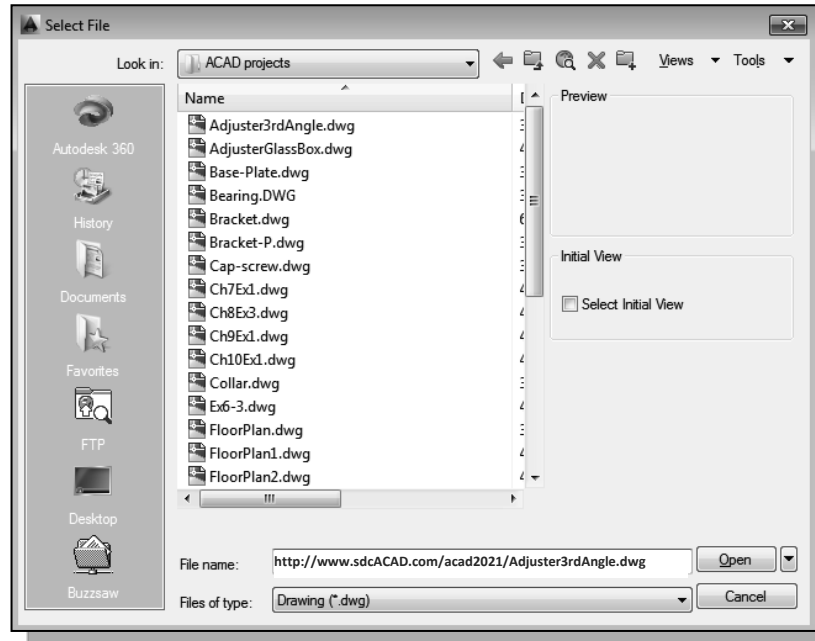 Select File
Look in:
ACAD projects
Views
Tools
Autodesk 360
History
Documents
Favorites
FTP
Desktop
Buzzsaw
Name
Adjuster3rdAngle.dwg
AdjusterGlassBox.dwg
Base-Plate.dwg
Bearing.DWG
Bracket.dwg
Bracket-P.dwg
Cap-screw.dwg
Ch7Ex1.dwg
Ch8Ex3.dwg
Ch9Ex1.dwg
Ch10Ex1.dwg
Collar.dwg
Ex6-3.dwg
FloorPlan.dwg
FloorPlan1.dwg
FloorPlan2.dwg
Preview
Initial View
Select Initial View
File name:
http://www.sdcACAD.com/acad2021/Adjuster3rdAngle.dwg
Open
Files of type:
Drawing (*.dwg)
Cancel